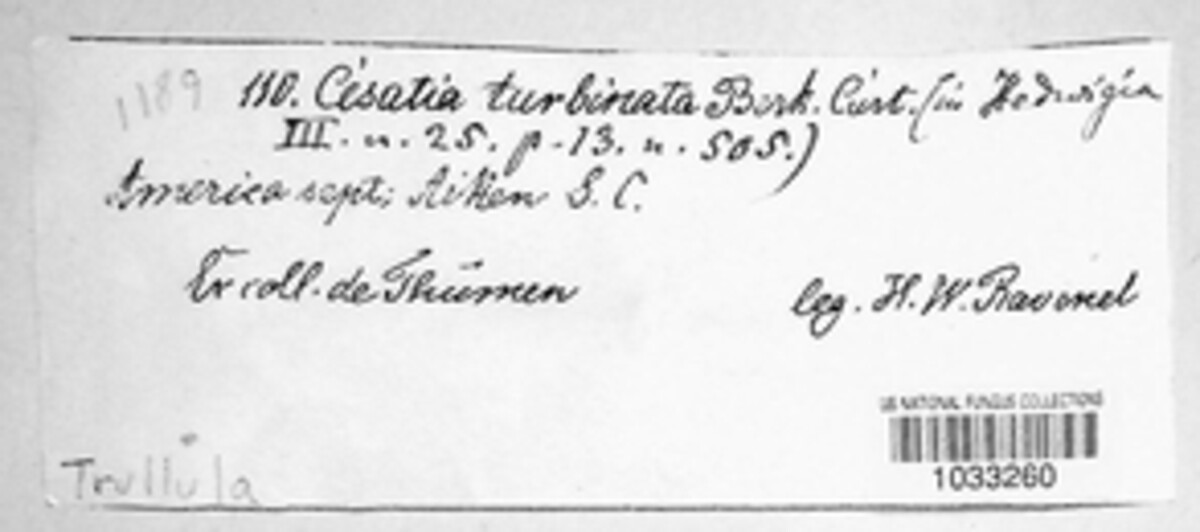 1189
110. Cesatia turbinata Berk. Curt. (in Hedwigia
III. n. 25. p. 13. n. 505.)
America sept; Aiken S. C.
Ex coll. de Thümen
leg. H. W. Ravenel
US NATIONAL FUNGUS COLLECTIONS
1033260
Trullula